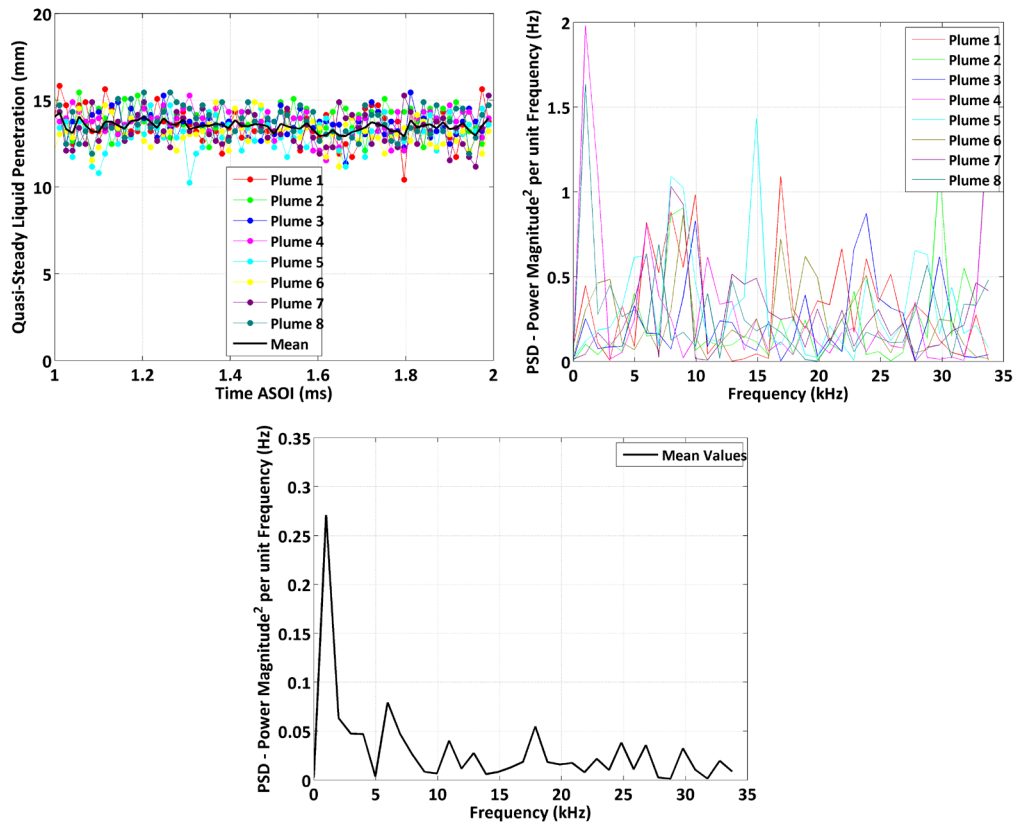 20
15
10
5
0
1
1.2
1.4
1.6
1.8
2
Quasi-Steady Liquid Penetration (mm)
Time ASOI (ms)
Plume 1
Plume 2
Plume 3
Plume 4
Plume 5
Plume 6
Plume 7
Plume 8
Mean
2
1.5
1
0.5
0
0
5
10
15
20
25
30
35
PSD - Power Magnitude² per unit Frequency (Hz)
Frequency (kHz)
Plume 1
Plume 2
Plume 3
Plume 4
Plume 5
Plume 6
Plume 7
Plume 8
0.35
0.3
0.25
0.2
0.15
0.1
0.05
0
0
5
10
15
20
25
30
35
PSD - Power Magnitude² per unit Frequency (Hz)
Frequency (kHz)
Mean Values